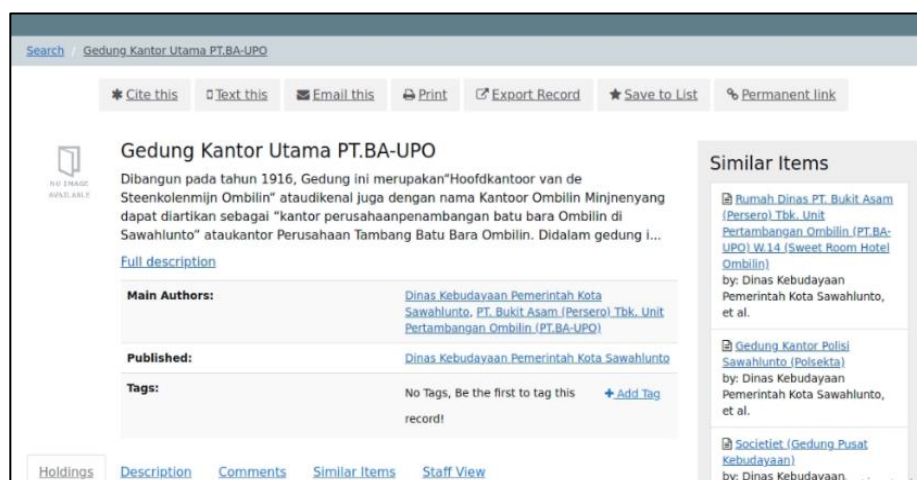 Search / Gedung Kantor Utama PT.BA-UPO
Cite this Text this Email this Print Export Record Save to List Permanent link
NO IMAGE
AVAILABLE
Gedung Kantor Utama PT.BA-UPO
Dibangun pada tahun 1916, Gedung ini merupakan"Hoofdkantoor van de
Steenkolenmijn Ombilin" ataudikenal juga dengan nama Kantoor Ombilin Minjnenyang
dapat diartikan sebagai "kantor perusahaanpenambangan batu bara Ombilin di
Sawahlunto" ataukantor Perusahaan Tambang Batu Bara Ombilin. Didalam gedung i...
Full description
Main Authors:
Dinas Kebudayaan Pemerintah Kota
Sawahlunto, PT. Bukit Asam (Persero) Tbk. Unit
Pertambangan Ombilin (PT.BA-UPO)
Published:
Dinas Kebudayaan Pemerintah Kota Sawahlunto
Tags:
No Tags, Be the first to tag this
record!
Add Tag
Holdings Description Comments Similar Items Staff View
Similar Items
Rumah Dinas PT. Bukit Asam
(Persero) Tbk. Unit
Pertambangan Ombilin (PT.BA-
UPO) W.14 (Sweet Room Hotel
Ombilin)
by: Dinas Kebudayaan
Pemerintah Kota Sawahlunto,
et al.
Gedung Kantor Polisi
Sawahlunto (Polsekta)
by: Dinas Kebudayaan
Pemerintah Kota Sawahlunto,
et al.
Societiet (Gedung Pusat
Kebudayaan)
by: Dinas Kebudayaan